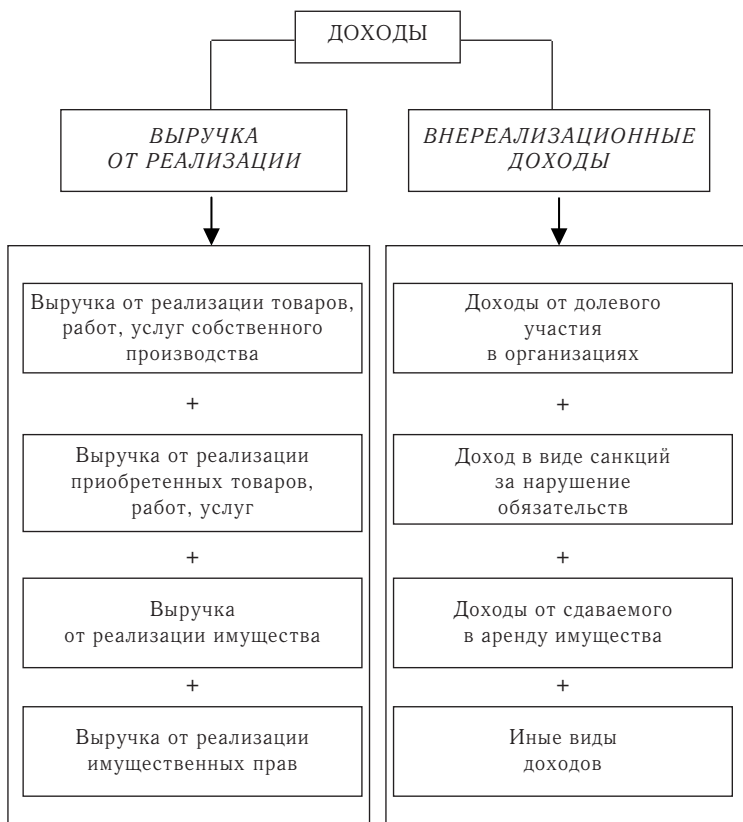 ДОХОДЫ
ВЫРУЧКА
ОТ РЕАЛИЗАЦИИ
ВНЕРЕАЛИЗАЦИОННЫЕ
ДОХОДЫ
Выручка от реализации товаров,
работ, услуг собственного
производства
+
Выручка от реализации
приобретенных товаров,
работ, услуг
+
Выручка
от реализации имущества
+
Выручка от реализации
имущественных прав
Доходы от долевого
участия
в организациях
+
Доход в виде санкций
за нарушение
обязательств
+
Доходы от сдаваемого
в аренду имущества
+
Иные виды
доходов